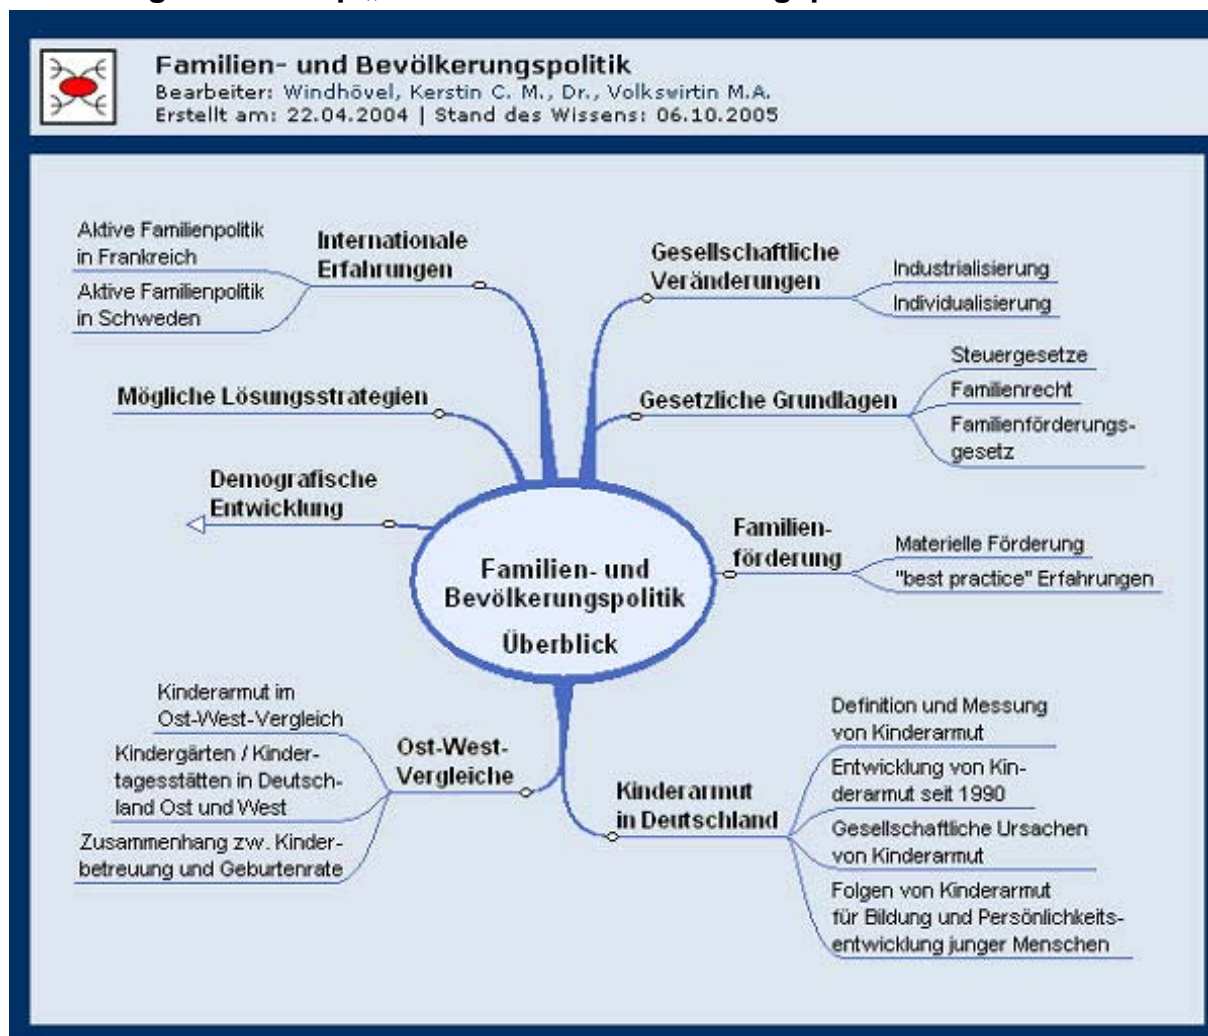 Familien- und Bevölkerungspolitik
Bearbeiter: Windhövel, Kerstin C. M., Dr., Volkswirtin M.A.
Erstellt am: 22.04.2004 | Stand des Wissens: 06.10.2005
Aktive Familienpolitik
in Frankreich
Aktive Familienpolitik
in Schweden
Internationale
Erfahrungen
Mögliche Lösungsstrategien
Demografische
Entwicklung
Gesellschaftliche
Veränderungen
Industrialisierung
Individualisierung
Gesetzliche Grundlagen
Steuergesetze
Familienrecht
Familienförderungs-
gesetz
Familien-
förderung
Materielle Förderung
"best practice" Erfahrungen
Familien- und
Bevölkerungspolitik
Überblick
Kinderarmut im
Ost-West-Vergleich
Kindergärten / Kinder-
tagesstätten in Deutsch-
land Ost und West
Zusammenhang zw. Kinder-
betreuung und Geburtenrate
Ost-West-
Vergleiche
Kinderarmut
in Deutschland
Definition und Messung
von Kinderarmut
Entwicklung von Kin-
derarmut seit 1990
Gesellschaftliche Ursachen
von Kinderarmut
Folgen von Kinderarmut
für Bildung und Persönlichkeits-
entwicklung junger Menschen